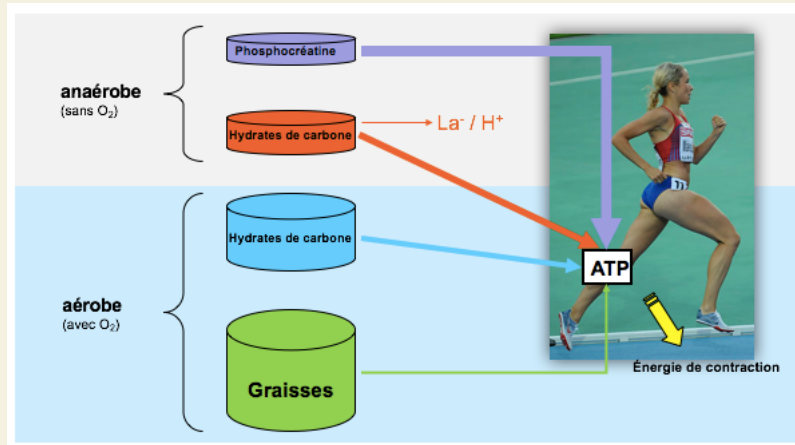 Phosphocréatine
anaérobe
(sans O₂)
Hydrates de carbone
La⁻ / H⁺
Hydrates de carbone
aérobe
(avec O₂)
ATP
Graisses
Énergie de contraction